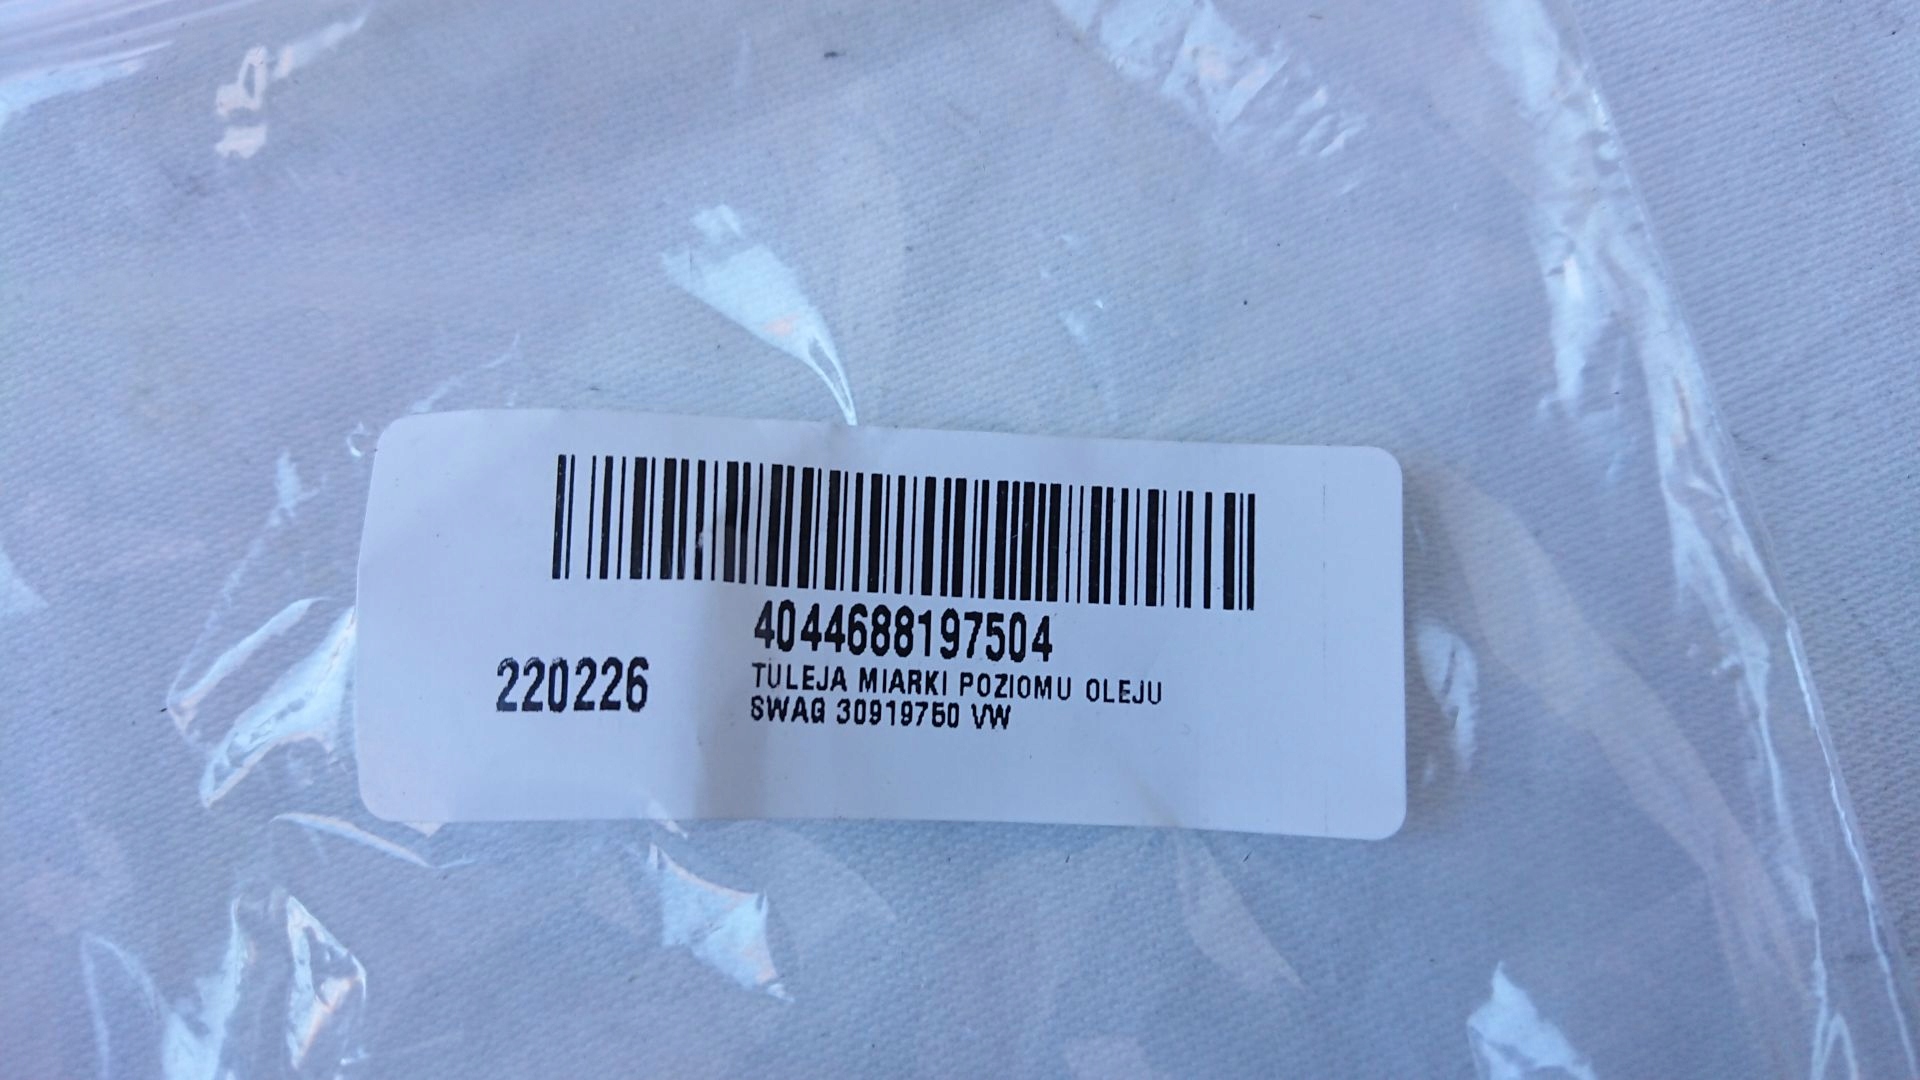 4044688197504
220226
TULEJA MIARKI POZIOMU OLEJU
SWAG 30919750 VW